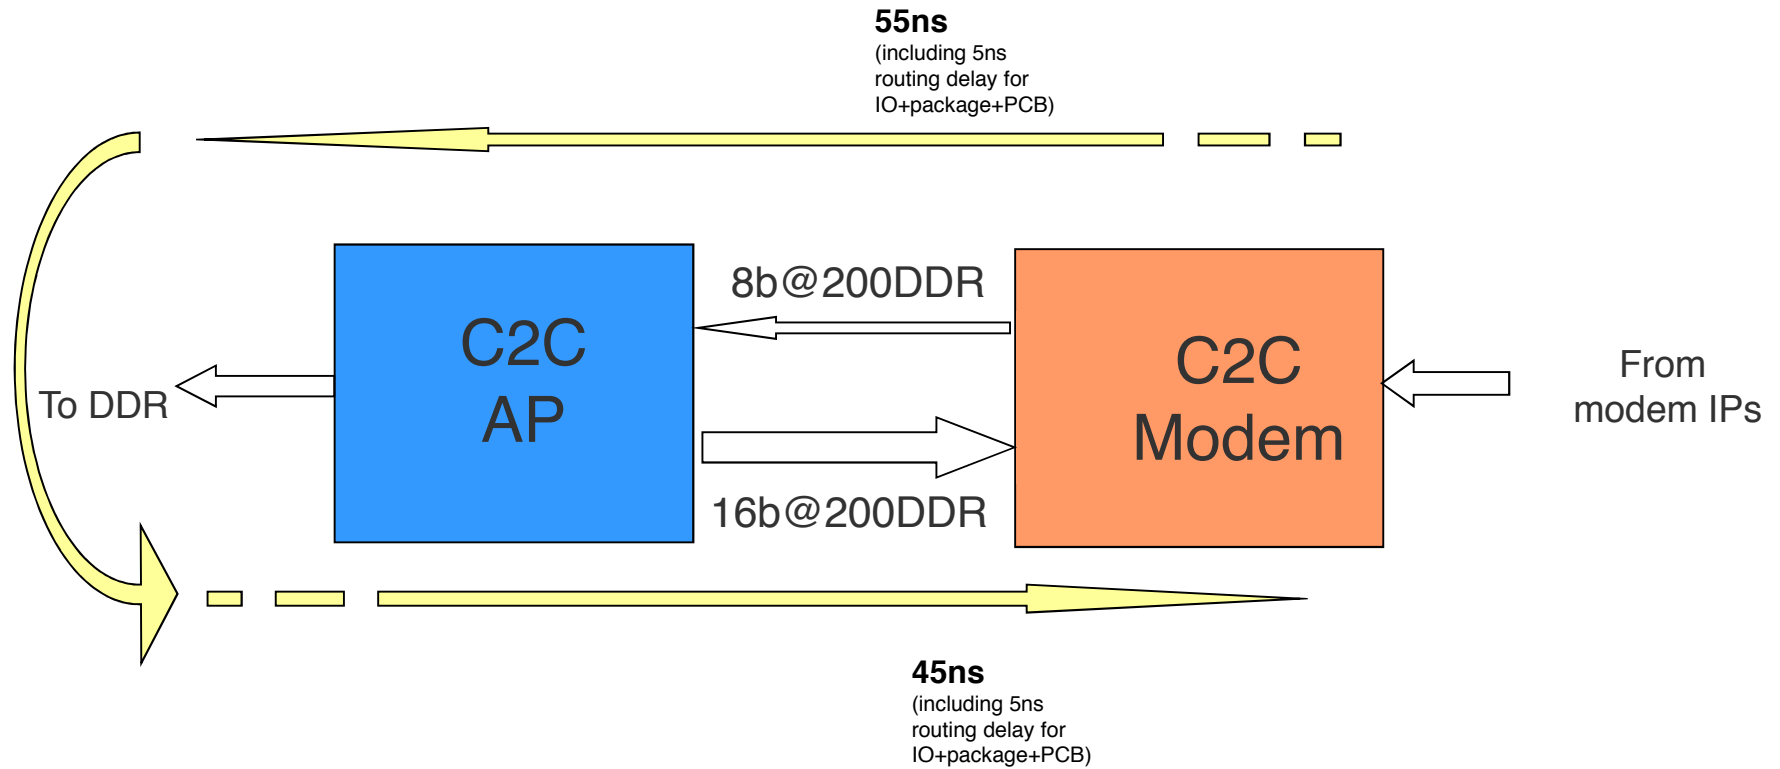 55ns
(including 5ns
routing delay for
IO+package+PCB)
8b@200DDR
C2C
AP
C2C
Modem
To DDR
From
modem IPs
16b@200DDR
45ns
(including 5ns
routing delay for
IO+package+PCB)